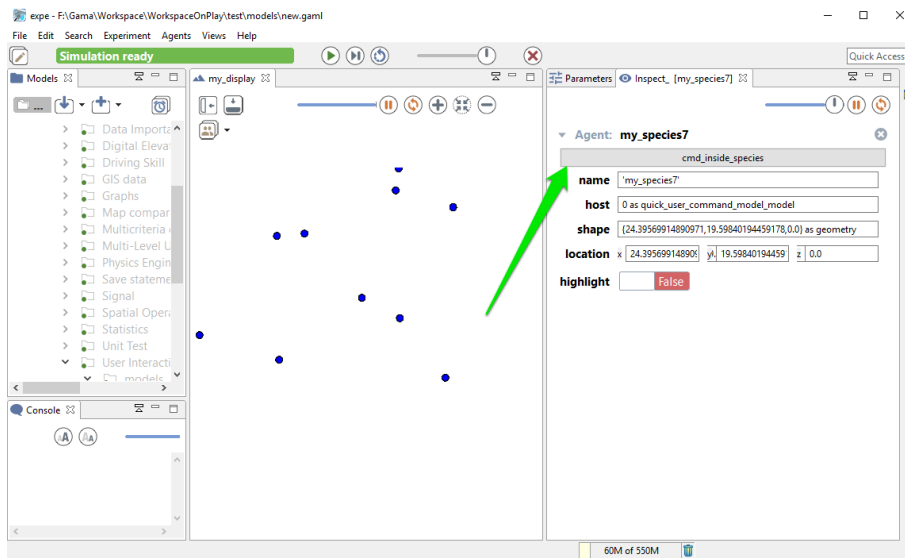 expe - F:\Gama\Workspace\WorkspaceOnPlay\test\models\new.gaml
File Edit Search Experiment Agents Views Help
Simulation ready
Quick Access
Models
...
Data Importa
Digital Eleva
Driving Skill
GIS data
Graphs
Map compar
Multicriteria
Multi-Level U
Physics Engin
Save stateme
Signal
Spatial Opera
Statistics
Unit Test
User Interacti
models
Console
AA
AA
my_display
Parameters
Inspect_ [my_species7]
Agent: my_species7
cmd_inside_species
name 'my_species7'
host 0 as quick_user_command_model_model
shape {24.39569914890971,19.59840194459178,0.0} as geometry
location x 24.395699148909 y 19.59840194459 z 0.0
highlight False
60M of 550M